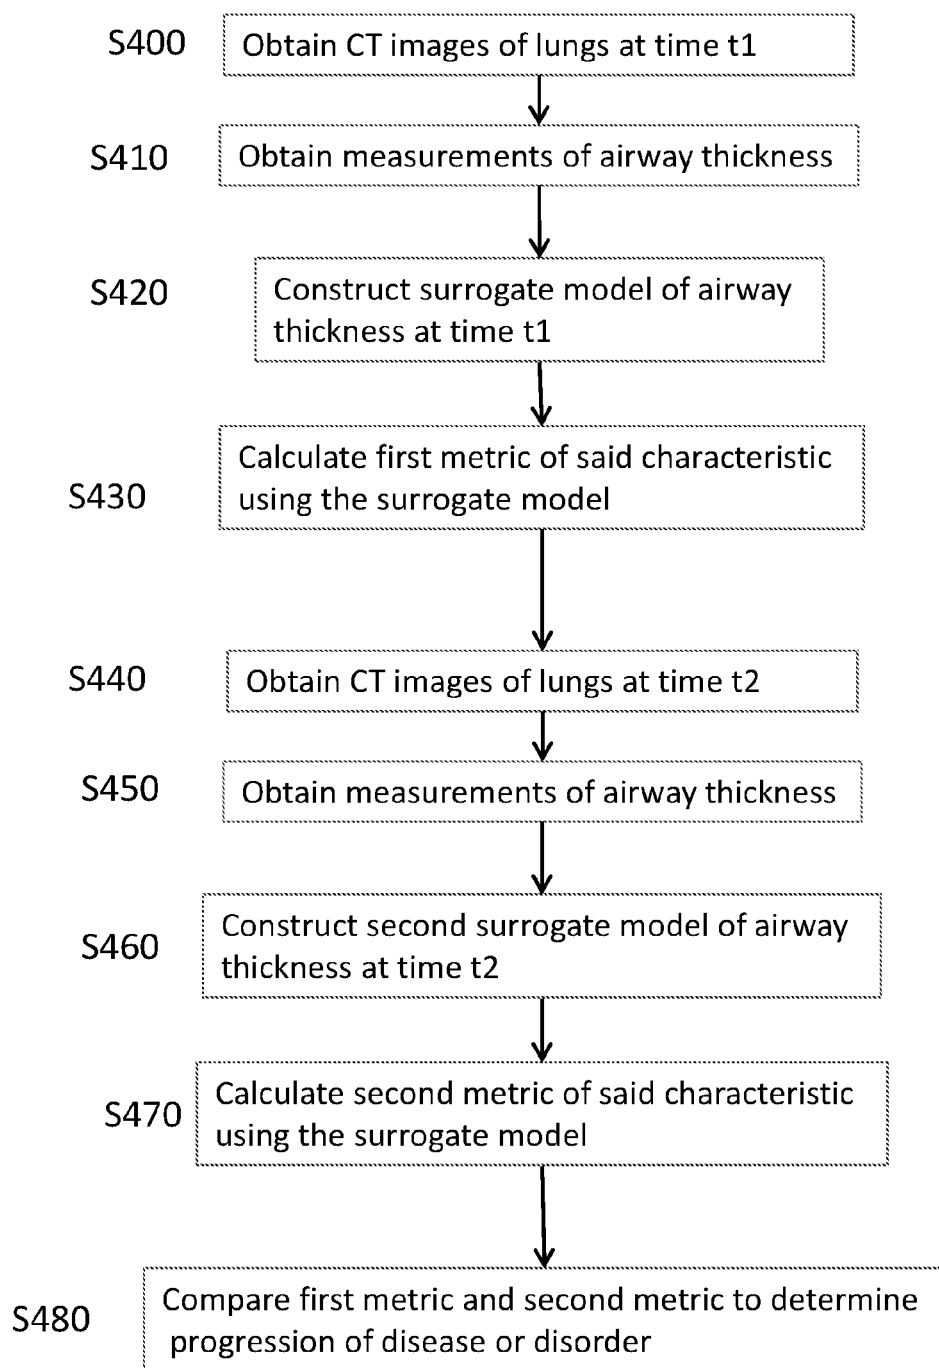 S400
Obtain CT images of lungs at time t1
S410
Obtain measurements of airway thickness
S420
Construct surrogate model of airway
thickness at time t1
S430
Calculate first metric of said characteristic
using the surrogate model
S440
Obtain CT images of lungs at time t2
S450
Obtain measurements of airway thickness
S460
Construct second surrogate model of airway
thickness at time t2
S470
Calculate second metric of said characteristic
using the surrogate model
S480
Compare first metric and second metric to determine
progression of disease or disorder